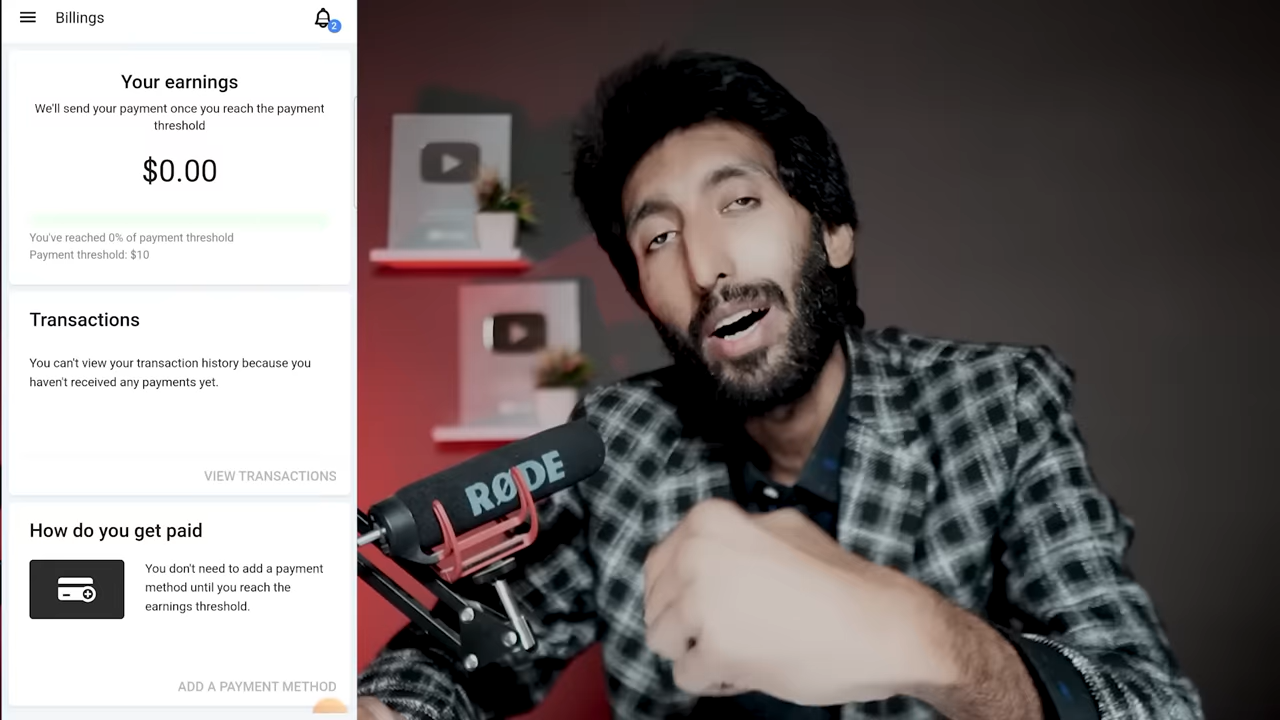 Billings
2
Your earnings
We'll send your payment once you reach the payment
threshold
$0.00
You've reached 0% of payment threshold
Payment threshold: $10
Transactions
You can't view your transaction history because you
haven't received any payments yet.
VIEW TRANSACTIONS
How do you get paid
You don't need to add a payment
method until you reach the
earnings threshold.
ADD A PAYMENT METHOD
RØDE